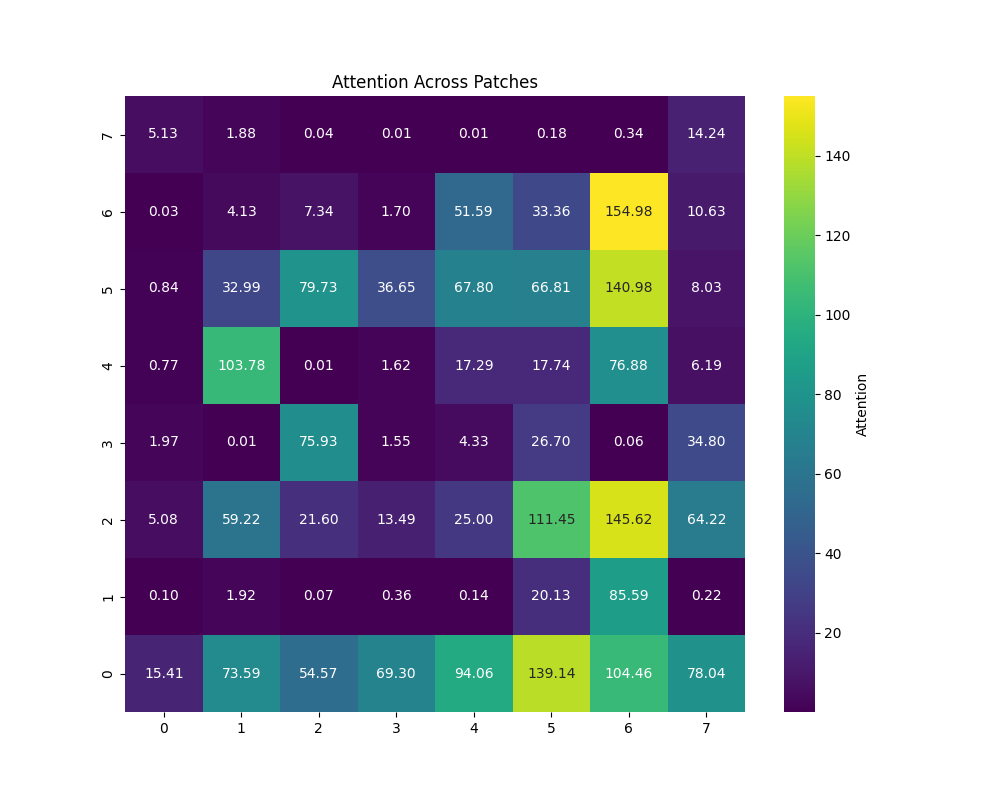 Attention Across Patches
7 5.13 1.88 0.04 0.01 0.01 0.18 0.34 14.24
140
6 0.03 4.13 7.34 1.70 51.59 33.36 154.98 10.63
120
5 0.84 32.99 79.73 36.65 67.80 66.81 140.98 8.03
100
4 0.77 103.78 0.01 1.62 17.29 17.74 76.88 6.19
80
Attention
3 1.97 0.01 75.93 1.55 4.33 26.70 0.06 34.80
60
2 5.08 59.22 21.60 13.49 25.00 111.45 145.62 64.22
40
1 0.10 1.92 0.07 0.36 0.14 20.13 85.59 0.22
20
0 15.41 73.59 54.57 69.30 94.06 139.14 104.46 78.04
0 1 2 3 4 5 6 7